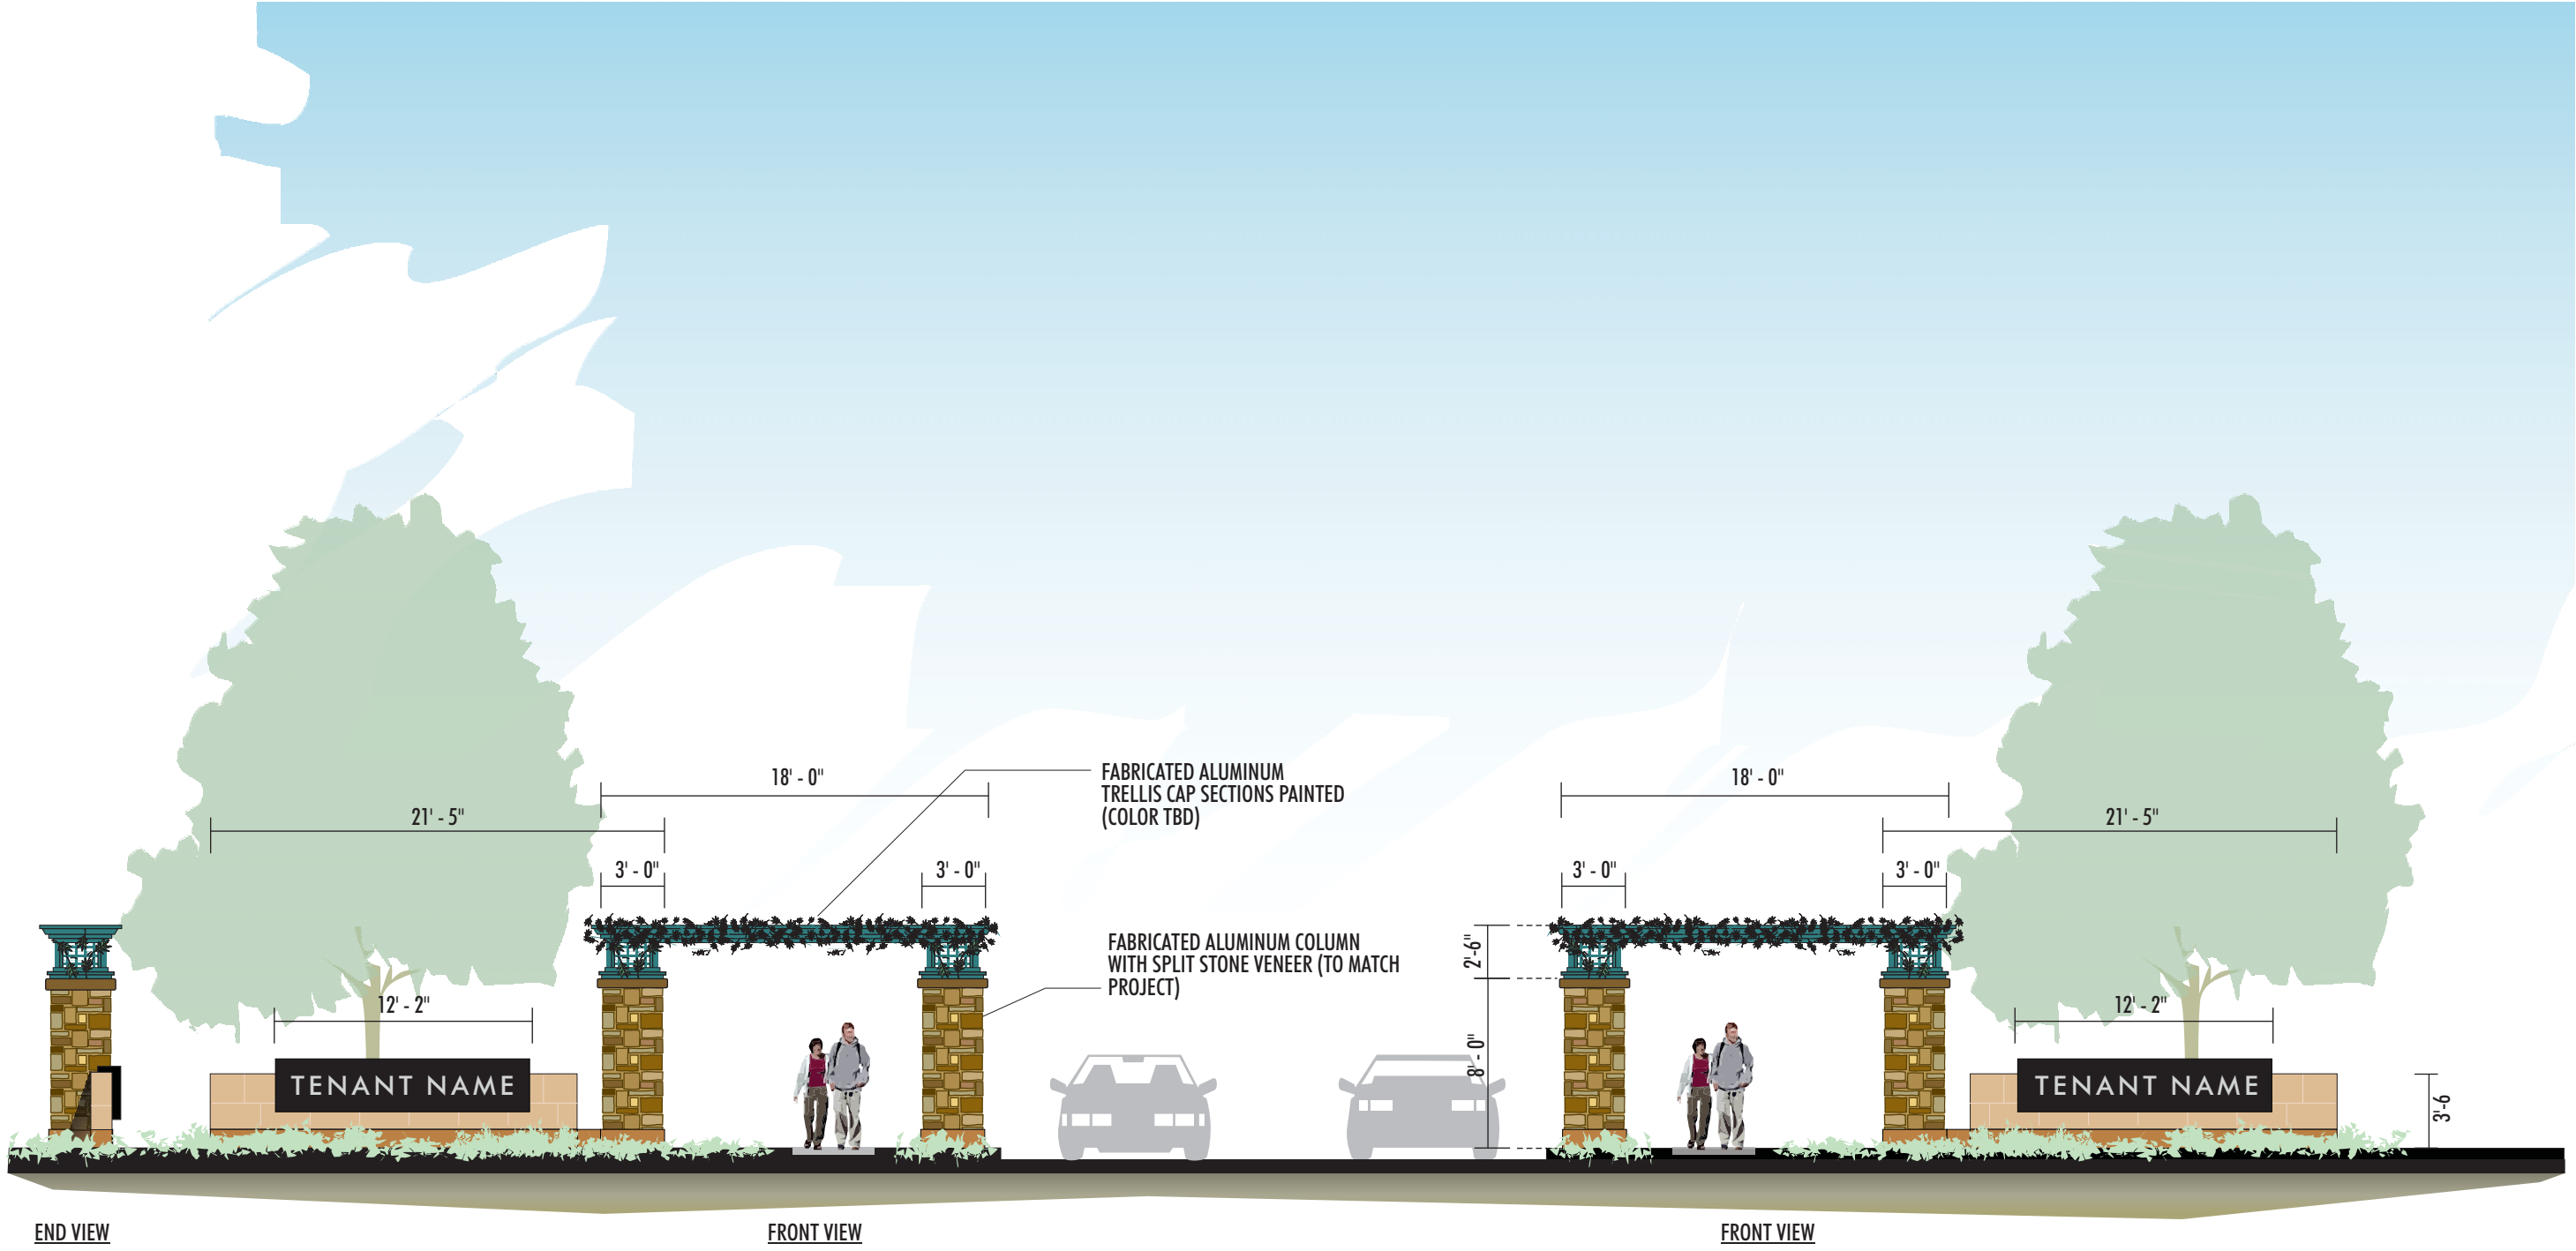 18' - 0"
FABRICATED ALUMINUM
TRELLIS CAP SECTIONS PAINTED
(COLOR TBD)
18' - 0"
21' - 5"
21' - 5"
3' - 0"
3' - 0"
3' - 0"
3' - 0"
FABRICATED ALUMINUM COLUMN
WITH SPLIT STONE VENEER (TO MATCH
PROJECT)
2'-6"
12' - 2"
12' - 2"
8' - 0"
TENANT NAME
TENANT NAME
3'-6
END VIEW
FRONT VIEW
FRONT VIEW